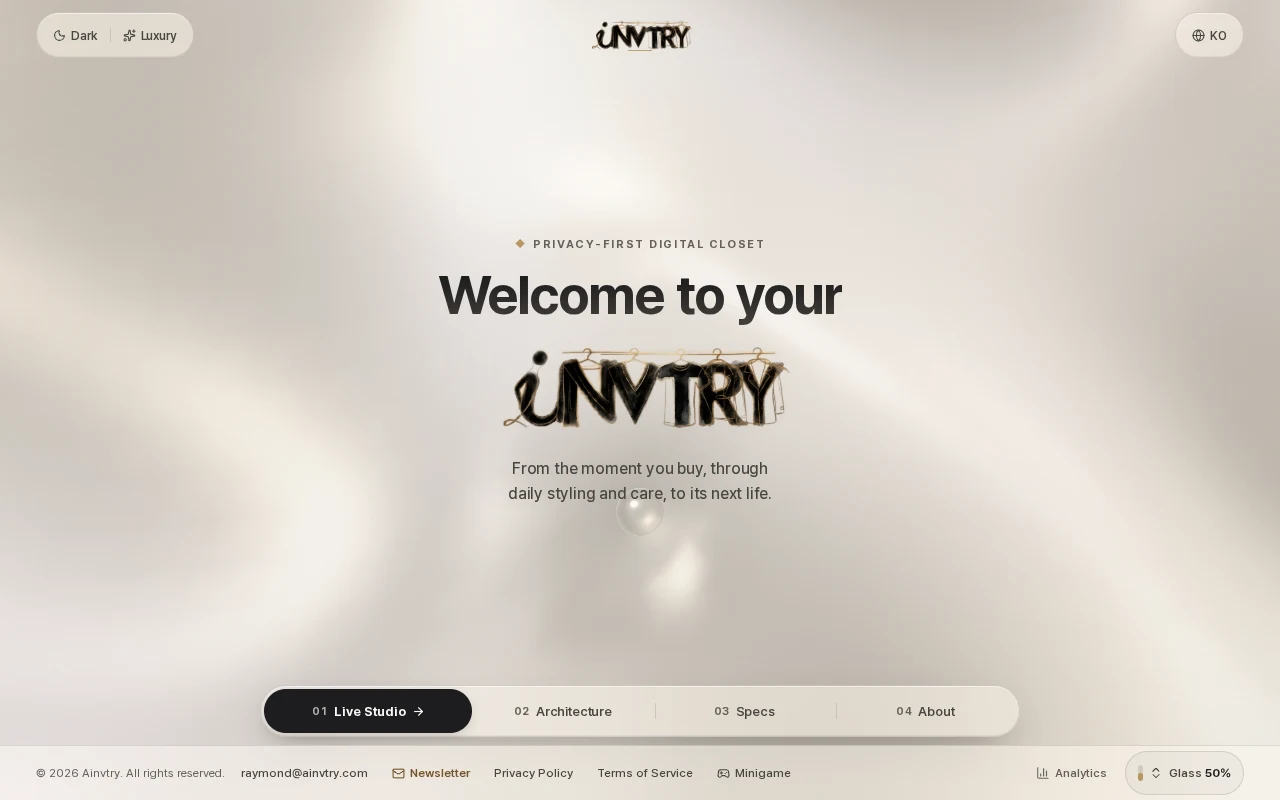 Dark
Luxury
iNVTRY
KO
PRIVACY-FIRST DIGITAL CLOSET
Welcome to your
iNVTRY
From the moment you buy, through
daily styling and care, to its next life.
01 Live Studio →
02 Architecture
03 Specs
04 About
© 2026 Ainvtry. All rights reserved.
raymond@ainvtry.com
Newsletter
Privacy Policy
Terms of Service
Minigame
Analytics
Glass 50%